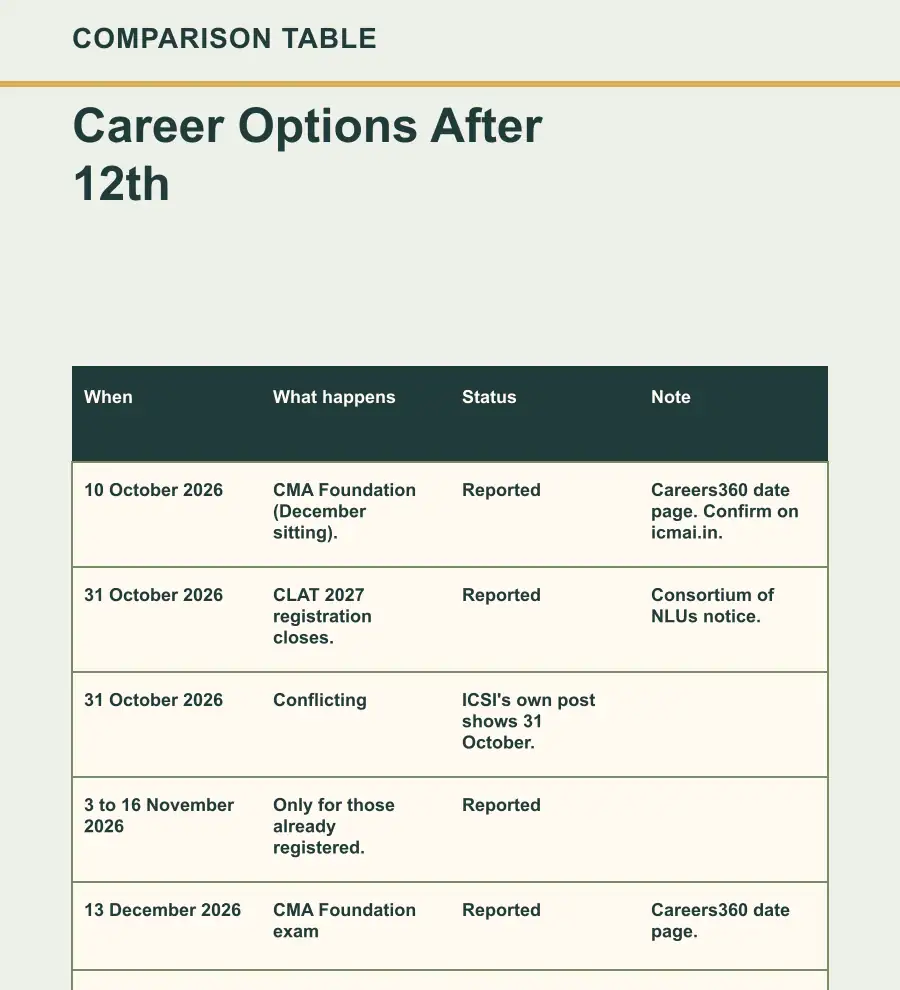 COMPARISON TABLE
Career Options After
12th
When What happens Status Note
10 October 2026 CMA Foundation Reported Careers360 date
(December page. Confirm on
sitting). icmai.in.
31 October 2026 CLAT 2027 Reported Consortium of
registration NLUs notice.
closes.
31 October 2026 Conflicting ICSI's own post
shows 31
October.
3 to 16 November Only for those Reported
2026 already
registered.
13 December 2026 CMA Foundation Reported Careers360 date
exam page.